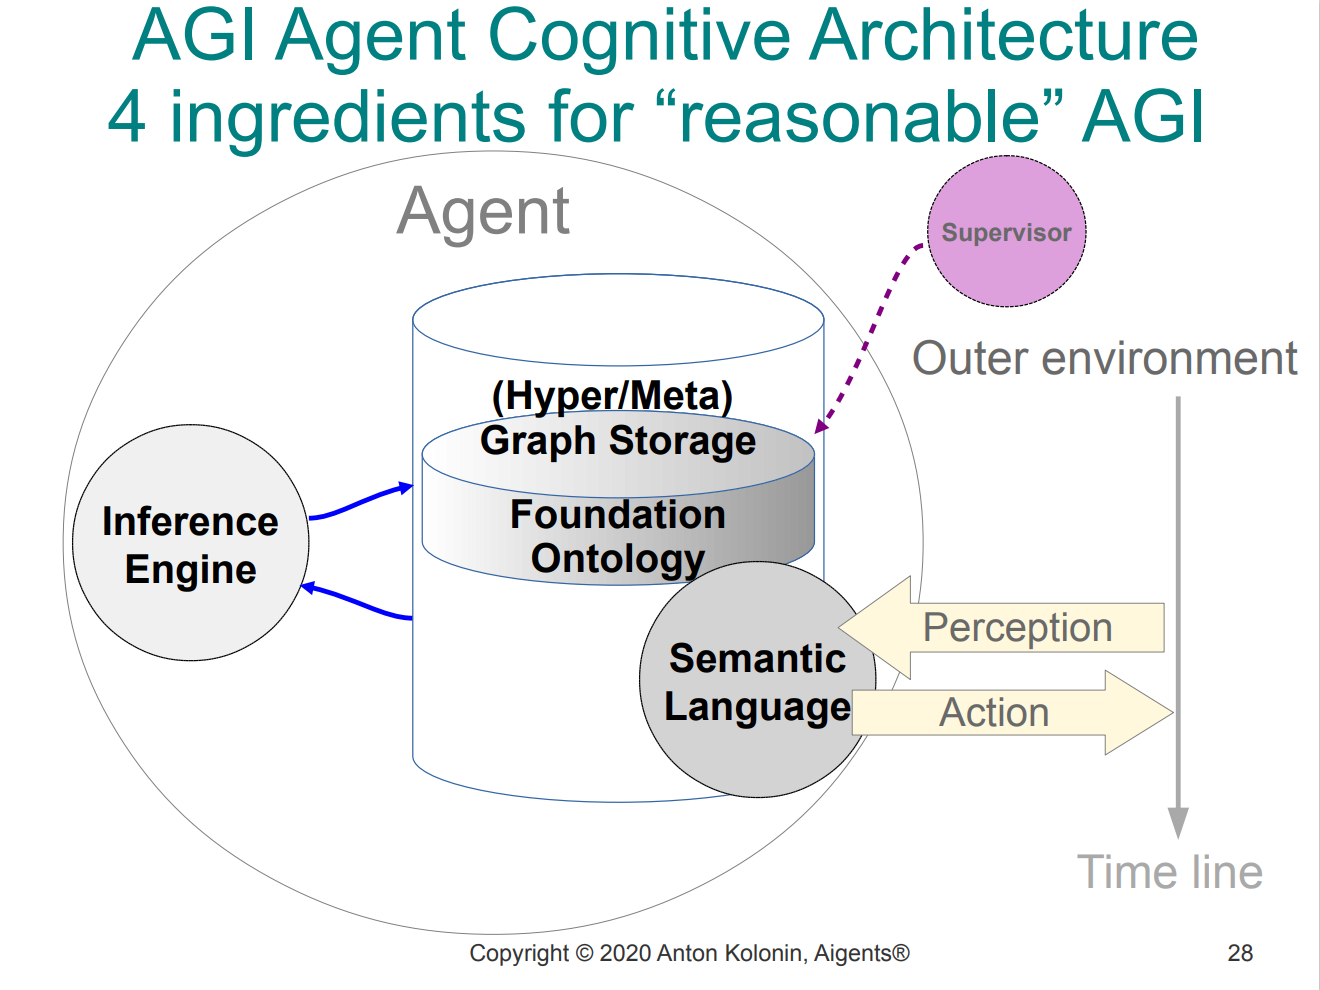 AGI Agent Cognitive Architecture
4 ingredients for “reasonable” AGI
Agent
Supervisor
Outer environment
(Hyper/Meta)
Graph Storage
Foundation
Ontology
Inference
Engine
Semantic
Language
Perception
Action
Time line
Copyright © 2020 Anton Kolonin, Aigents®
28